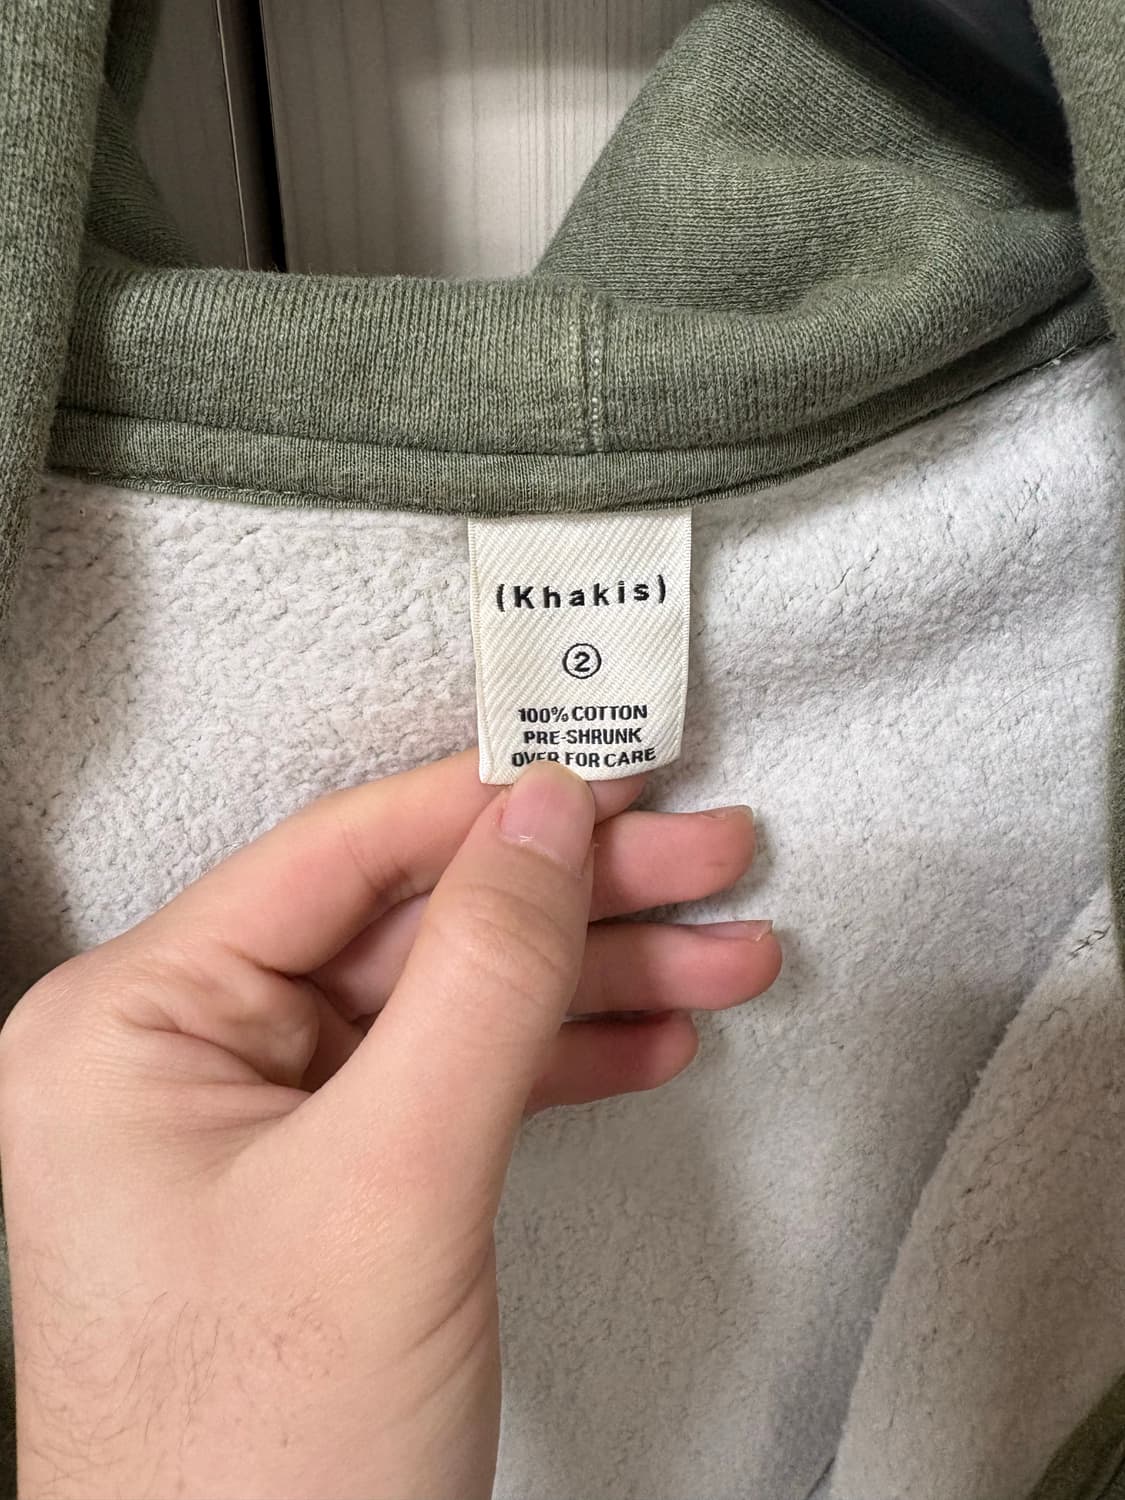 (Khakis)
②
100% COTTON
PRE-SHRUNK
OVER FOR CARE